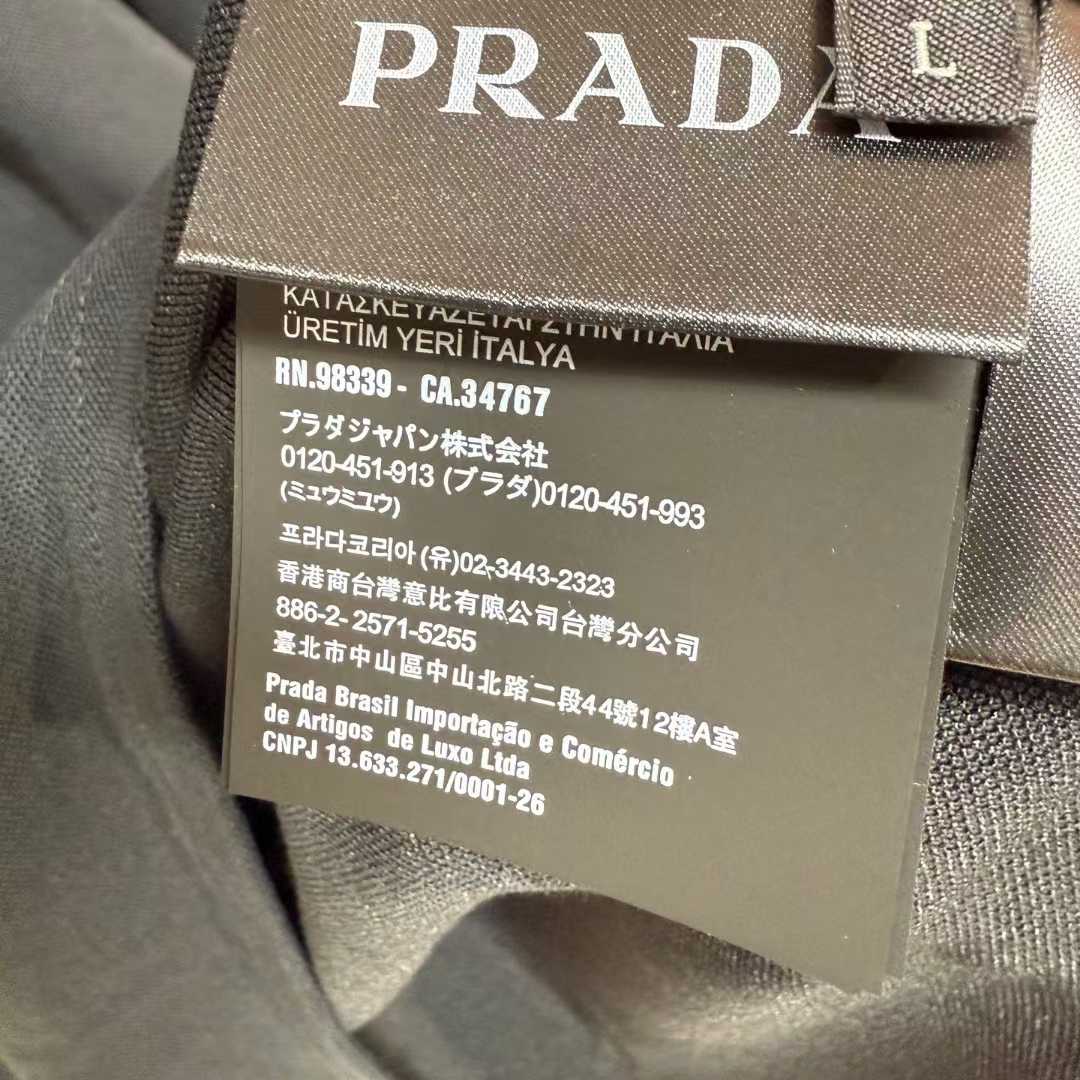 PRADA
L
ΚΑΤΑΣΚΕΥΑΖΕΤΑΙ ΣΤΗΝ ΙΤΑΛΙΑ
ÜRETİM YERİ İTALYA
RN.98339 - CA.34767
プラダジャパン株式会社
0120-451-913 (プラダ)0120-451-993
(ミュウミュウ)
프라다코리아 (유)02-3443-2323
香港商台灣意比有限公司台灣分公司
886-2-2571-5255
臺北市中山區中山北路二段44號12樓A室
Prada Brasil Importação e Comércio
de Artigos de Luxo Ltda
CNPJ 13.633.271/0001-26